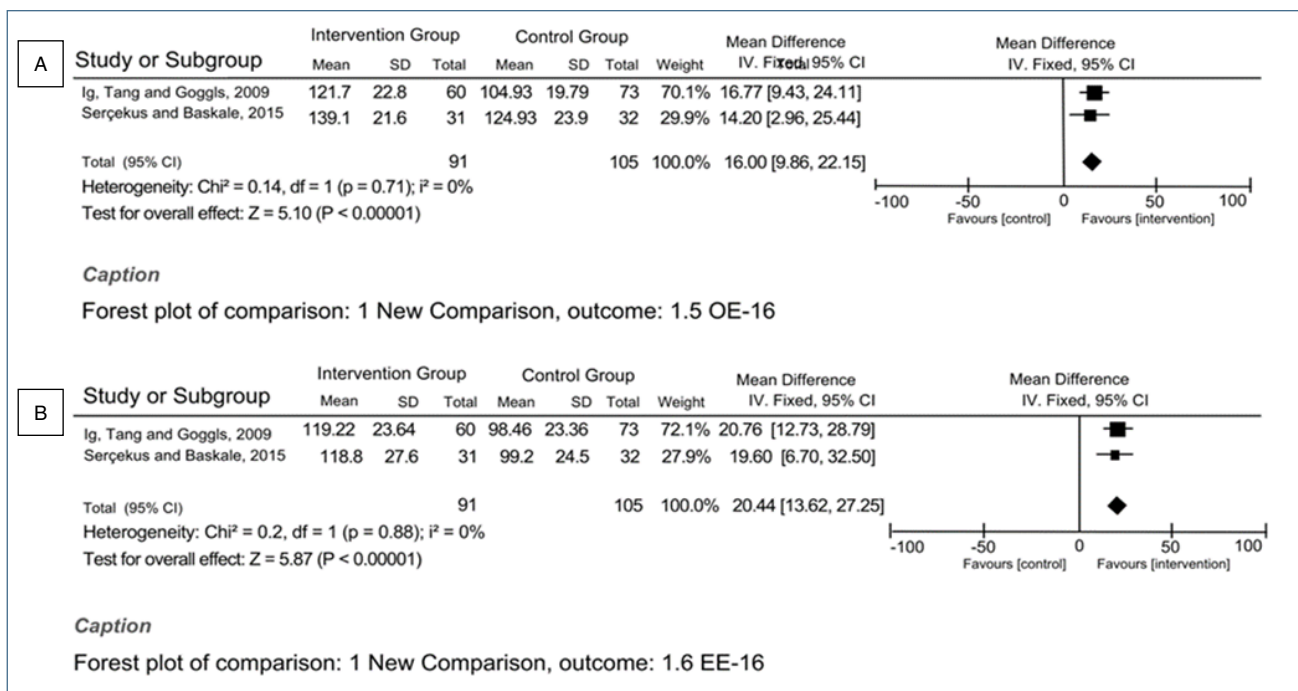 A
Study or Subgroup Intervention Group Control Group Mean Difference Mean Difference
Mean SD Total Mean SD Total Weight IV. Fixed, 95% CI IV. Fixed, 95% CI
Ig, Tang and Goggls, 2009 121.7 22.8 60 104.93 19.79 73 70.1% 16.77 [9.43, 24.11]
Serçekus and Baskale, 2015 139.1 21.6 31 124.93 23.9 32 29.9% 14.20 [2.96, 25.44]
Total (95% CI) 91 105 100.0% 16.00 [9.86, 22.15]
Heterogeneity: Chi² = 0.14, df = 1 (p = 0.71); i² = 0%
Test for overall effect: Z = 5.10 (P < 0.00001)
-100 -50 0 50 100
Favours [control] Favours [intervention]
Caption
Forest plot of comparison: 1 New Comparison, outcome: 1.5 OE-16
B
Study or Subgroup Intervention Group Control Group Mean Difference Mean Difference
Mean SD Total Mean SD Total Weight IV. Fixed, 95% CI IV. Fixed, 95% CI
Ig, Tang and Goggls, 2009 119.22 23.64 60 98.46 23.36 73 72.1% 20.76 [12.73, 28.79]
Serçekus and Baskale, 2015 118.8 27.6 31 99.2 24.5 32 27.9% 19.60 [6.70, 32.50]
Total (95% CI) 91 105 100.0% 20.44 [13.62, 27.25]
Heterogeneity: Chi² = 0.2, df = 1 (p = 0.88); i² = 0%
Test for overall effect: Z = 5.87 (P < 0.00001)
-100 -50 0 50 100
Favours [control] Favours [intervention]
Caption
Forest plot of comparison: 1 New Comparison, outcome: 1.6 EE-16